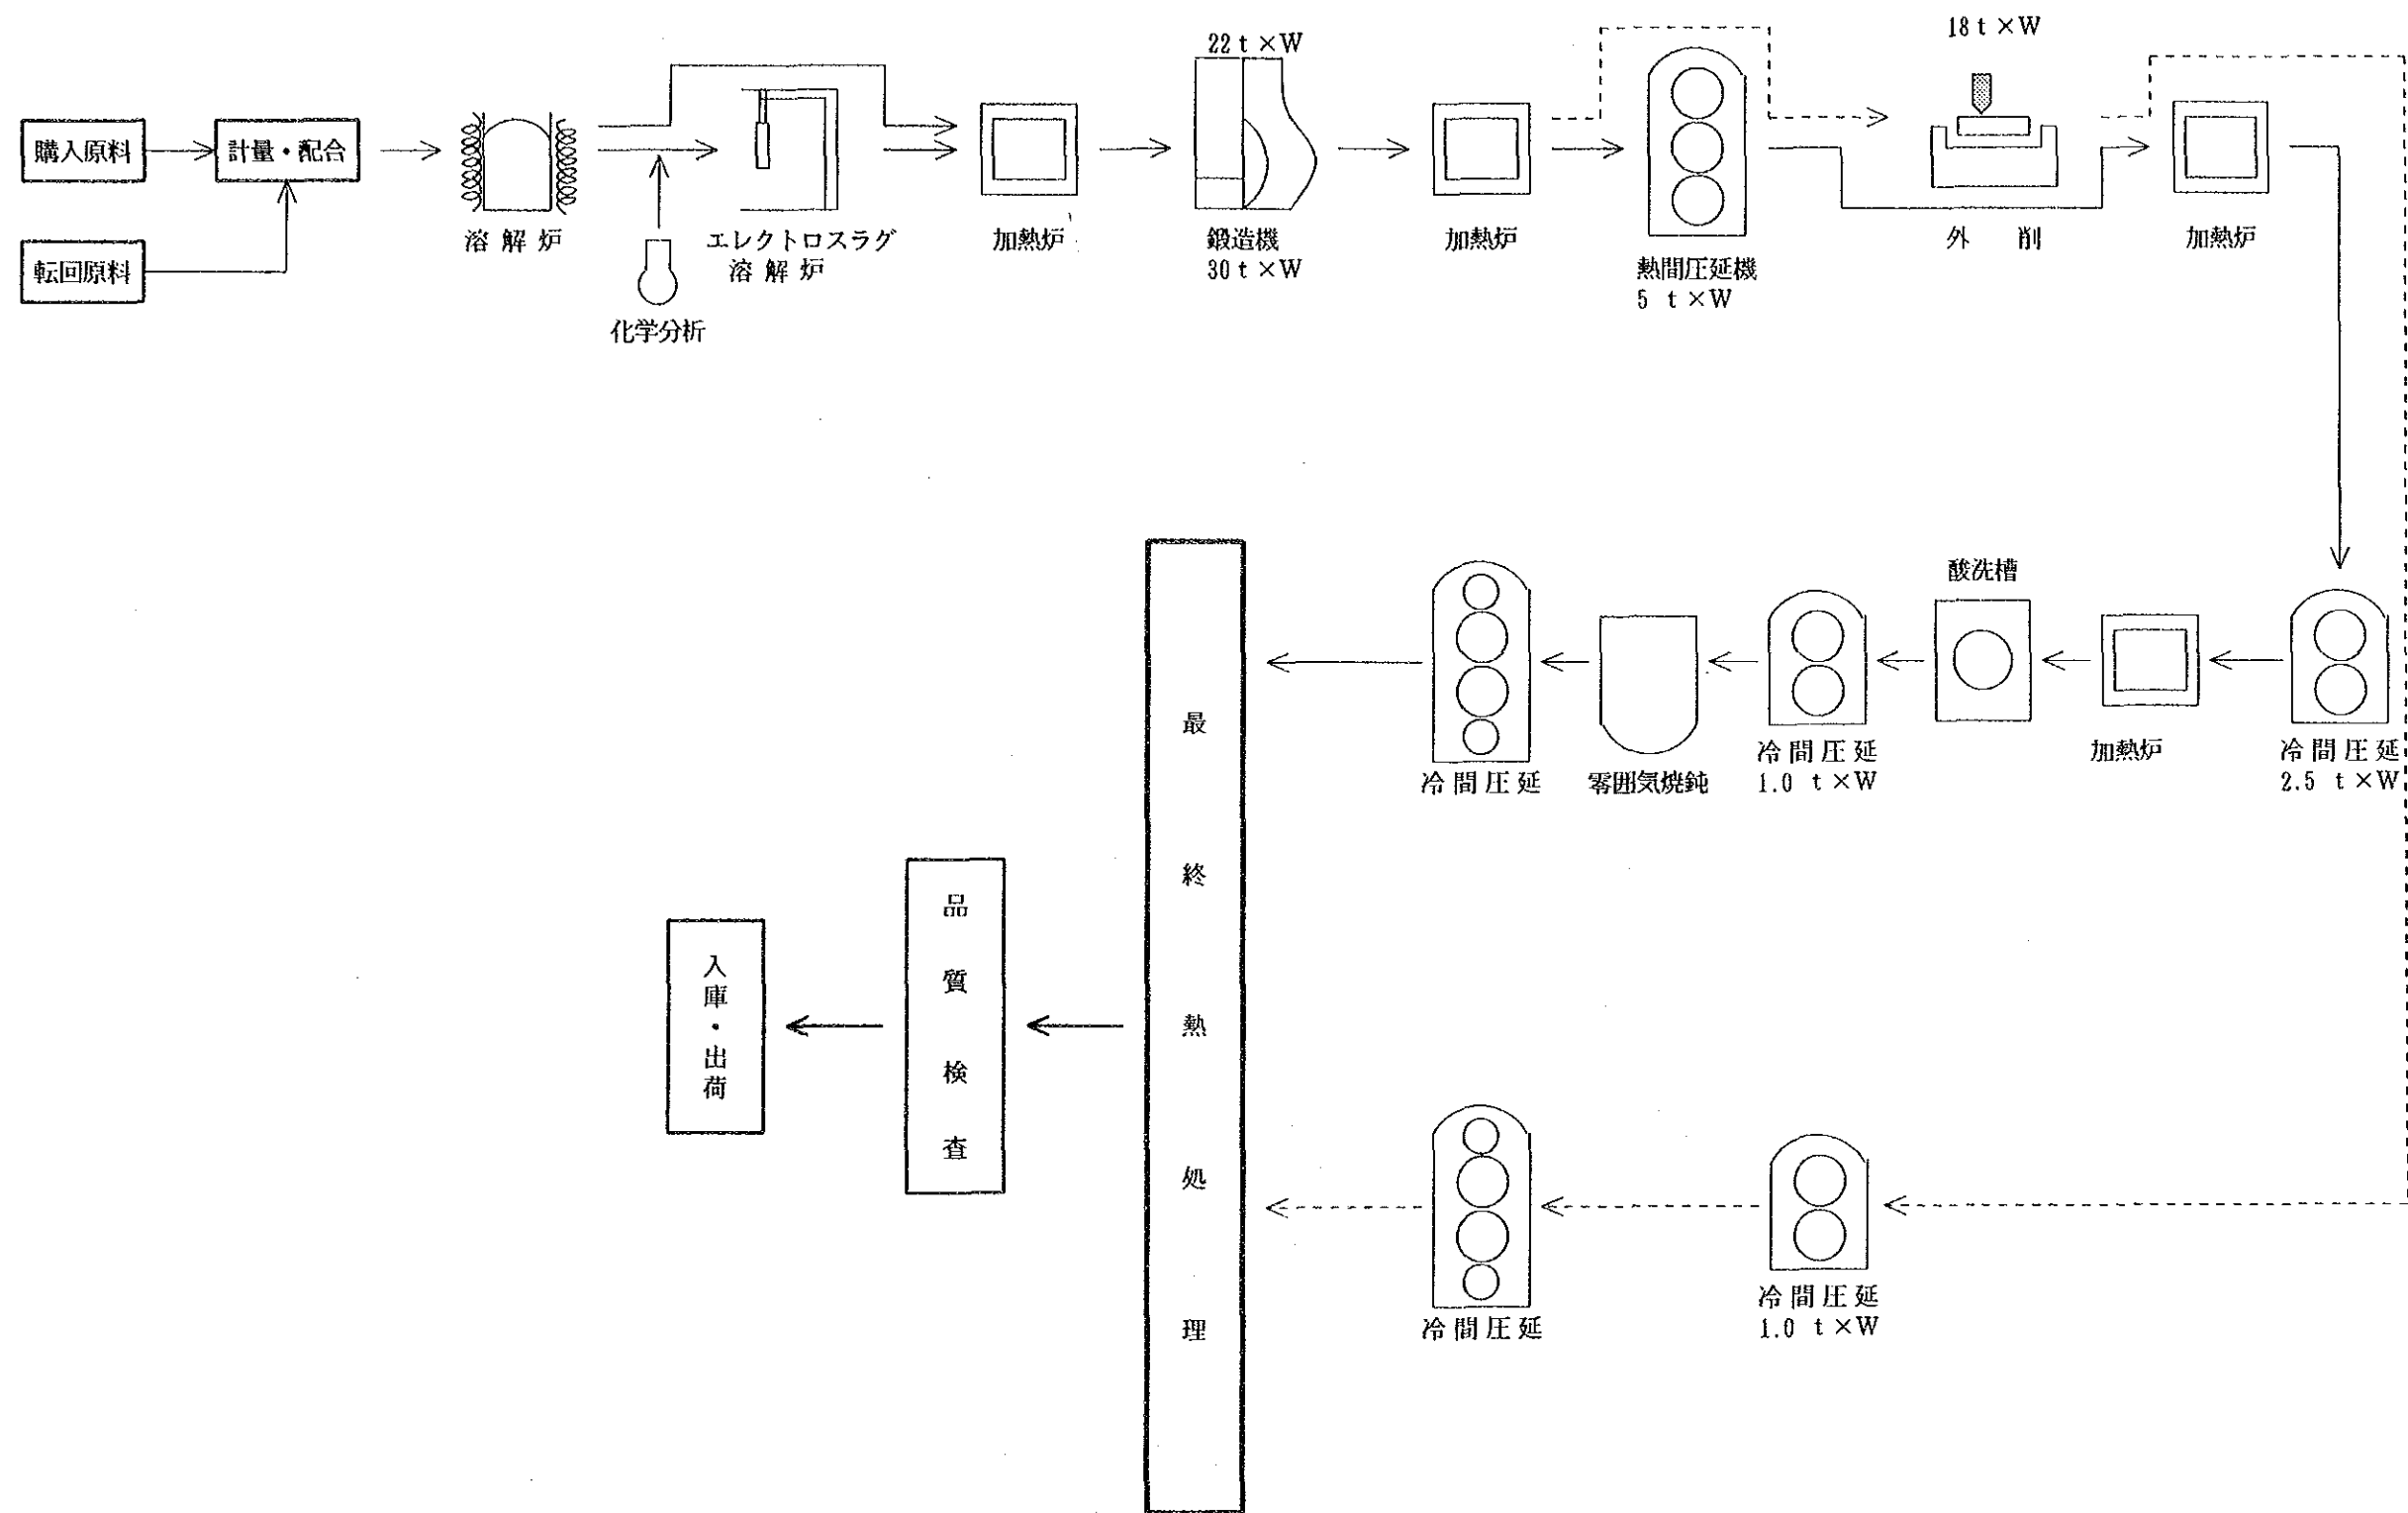 購入原料
計量・配合
転回原料
溶解炉
化学分析
エレクトロスラグ
溶解炉
加熱炉
22t×W
鍛造機
30t×W
加熱炉
熱間圧延機
5 t×W
18t×W
外 削
加熱炉
冷間圧延
2.5 t×W
加熱炉
酸洗槽
冷間圧延
1.0 t×W
零囲気焼鈍
冷間圧延
冷間圧延
1.0 t×W
冷間圧延
最終熱処理
品質検査
入庫・出荷